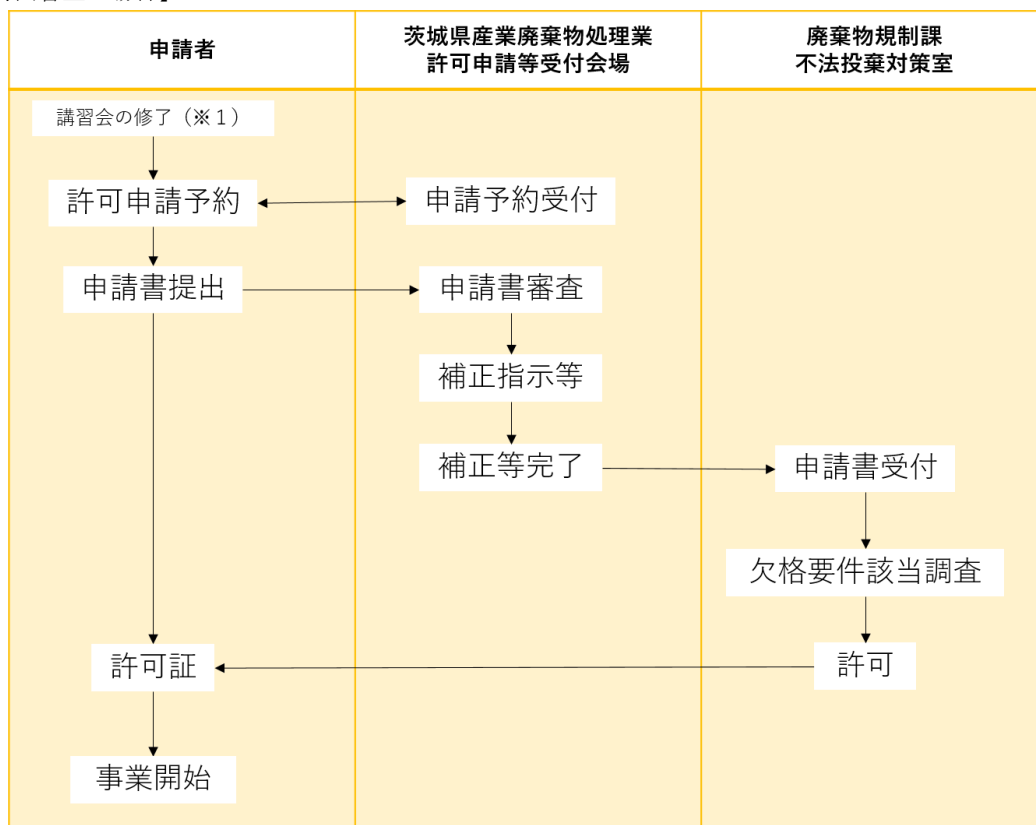 申請者
茨城県産業廃棄物処理業
許可申請等受付会場
廃棄物規制課
不法投棄対策室
講習会の修了（※１）
許可申請予約
申請予約受付
申請書提出
申請書審査
補正指示等
補正等完了
申請書受付
欠格要件該当調査
許可証
許可
事業開始